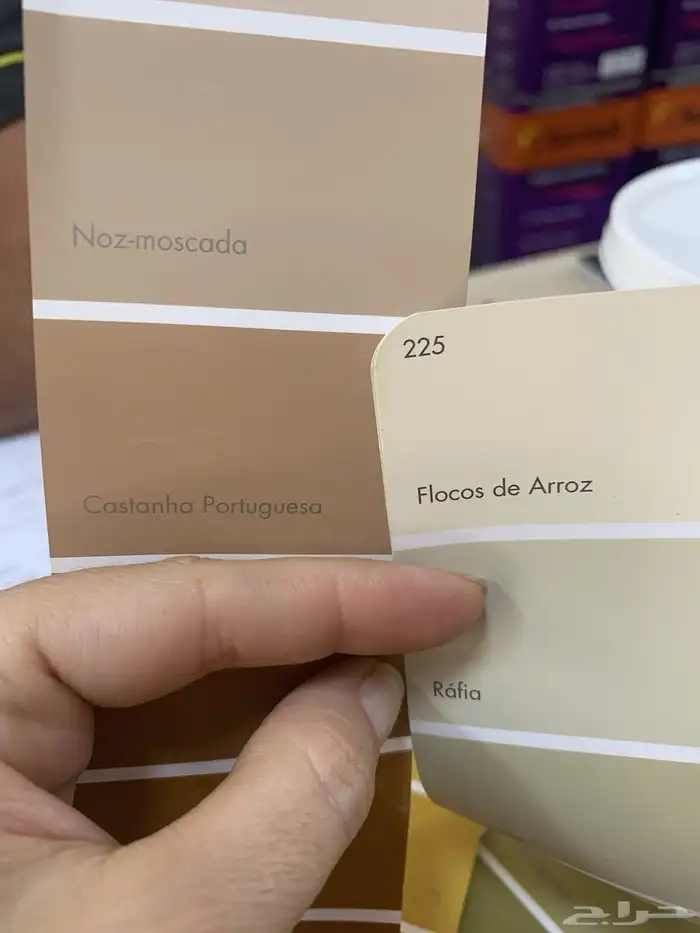 Noz-moscada
Castanha Portuguesa
225
Flocos de Arroz
Ráfia
حراج